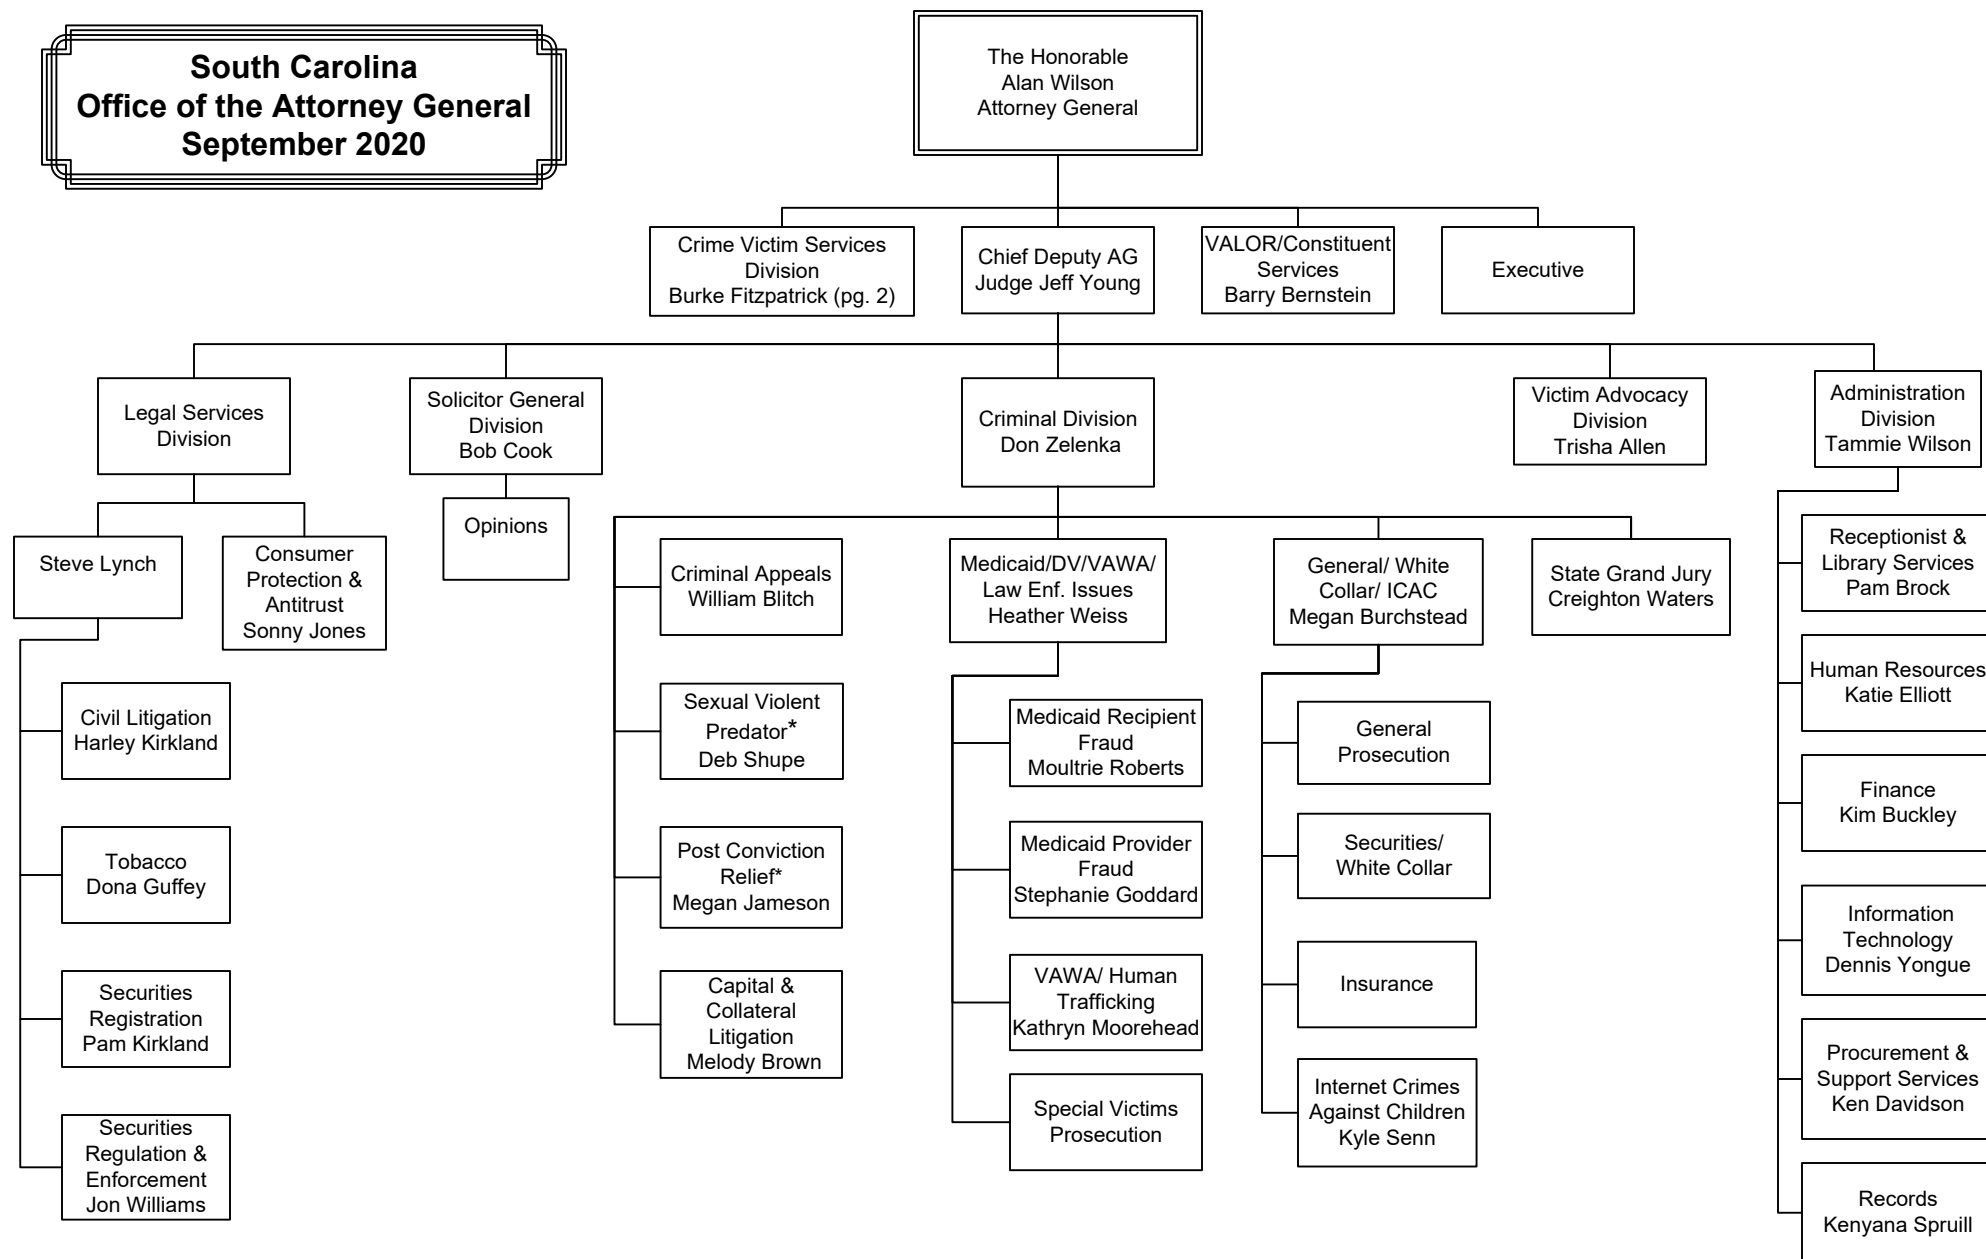 South Carolina
Office of the Attorney General
September 2020
The Honorable
Alan Wilson
Attorney General
Crime Victim Services
Division
Burke Fitzpatrick (pg. 2)
Chief Deputy AG
Judge Jeff Young
VALOR/Constituent
Services
Barry Bernstein
Executive
Legal Services
Division
Solicitor General
Division
Bob Cook
Criminal Division
Don Zelenka
Victim Advocacy
Division
Trisha Allen
Administration
Division
Tammie Wilson
Steve Lynch
Consumer
Protection &
Antitrust
Sonny Jones
Opinions
Civil Litigation
Harley Kirkland
Tobacco
Dona Guffey
Securities
Registration
Pam Kirkland
Securities
Regulation &
Enforcement
Jon Williams
Criminal Appeals
William Blitch
Sexual Violent
Predator*
Deb Shupe
Post Conviction
Relief*
Megan Jameson
Capital &
Collateral
Litigation
Melody Brown
Medicaid/DV/VAWA/
Law Enf. Issues
Heather Weiss
Medicaid Recipient
Fraud
Moultrie Roberts
Medicaid Provider
Fraud
Stephanie Goddard
VAWA/ Human
Trafficking
Kathryn Moorehead
Special Victims
Prosecution
General/ White
Collar/ ICAC
Megan Burchstead
General
Prosecution
Securities/
White Collar
Insurance
Internet Crimes
Against Children
Kyle Senn
State Grand Jury
Creighton Waters
Receptionist &
Library Services
Pam Brock
Human Resources
Katie Elliott
Finance
Kim Buckley
Information
Technology
Dennis Yongue
Procurement &
Support Services
Ken Davidson
Records
Kenyana Spruill